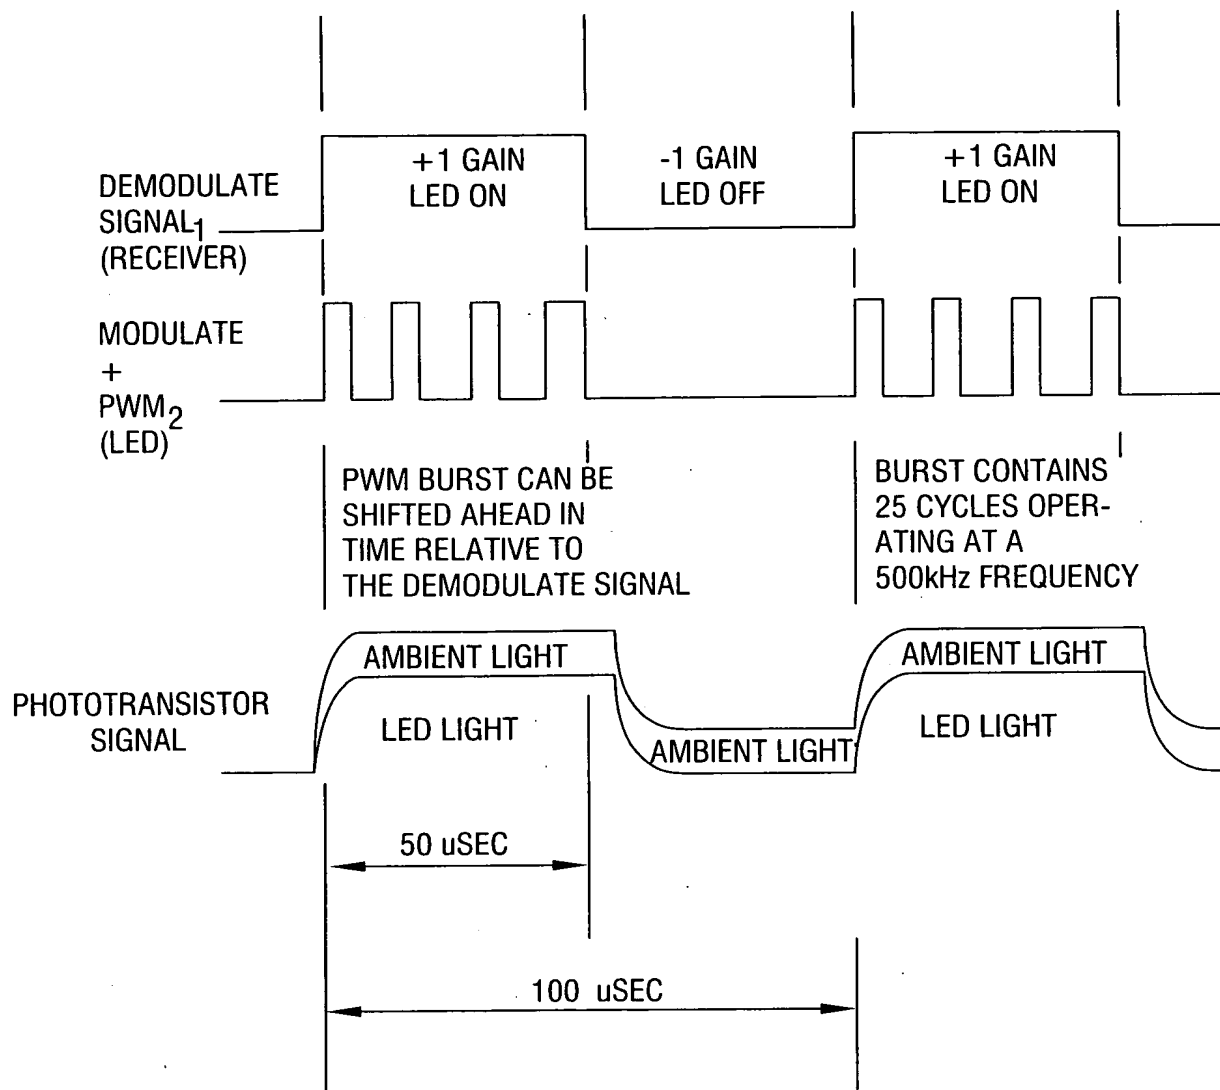 +1 GAIN
LED ON
-1 GAIN
LED OFF
+1 GAIN
LED ON
DEMODULATE
SIGNAL1
(RECEIVER)
MODULATE
+
PWM2
(LED)
PWM BURST CAN BE
SHIFTED AHEAD IN
TIME RELATIVE TO
THE DEMODULATE SIGNAL
BURST CONTAINS
25 CYCLES OPER-
ATING AT A
500kHz FREQUENCY
PHOTOTRANSISTOR
SIGNAL
AMBIENT LIGHT
LED LIGHT
AMBIENT LIGHT
AMBIENT LIGHT
LED LIGHT
50 uSEC
100 uSEC